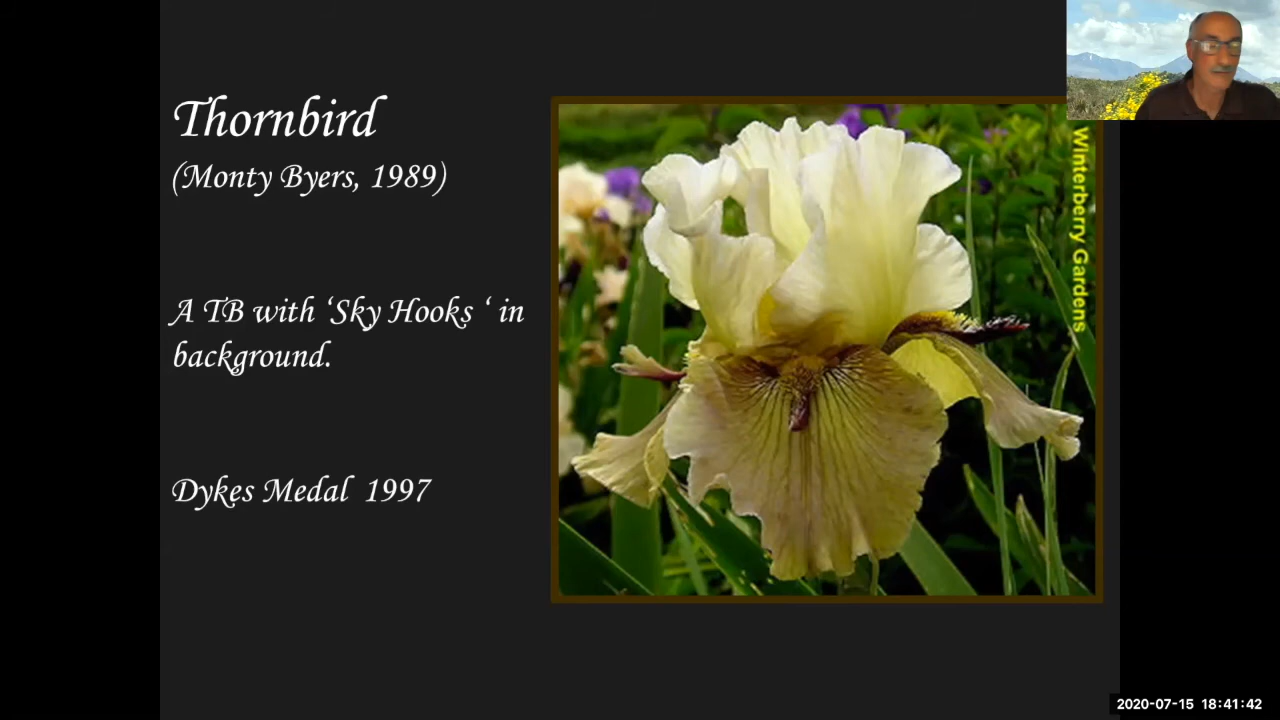 Thornbird
(Monty Byers, 1989)
A TB with ‘Sky Hooks ‘ in
background.
Dykes Medal 1997
Winterberry Gardens
2020-07-15 18:41:42